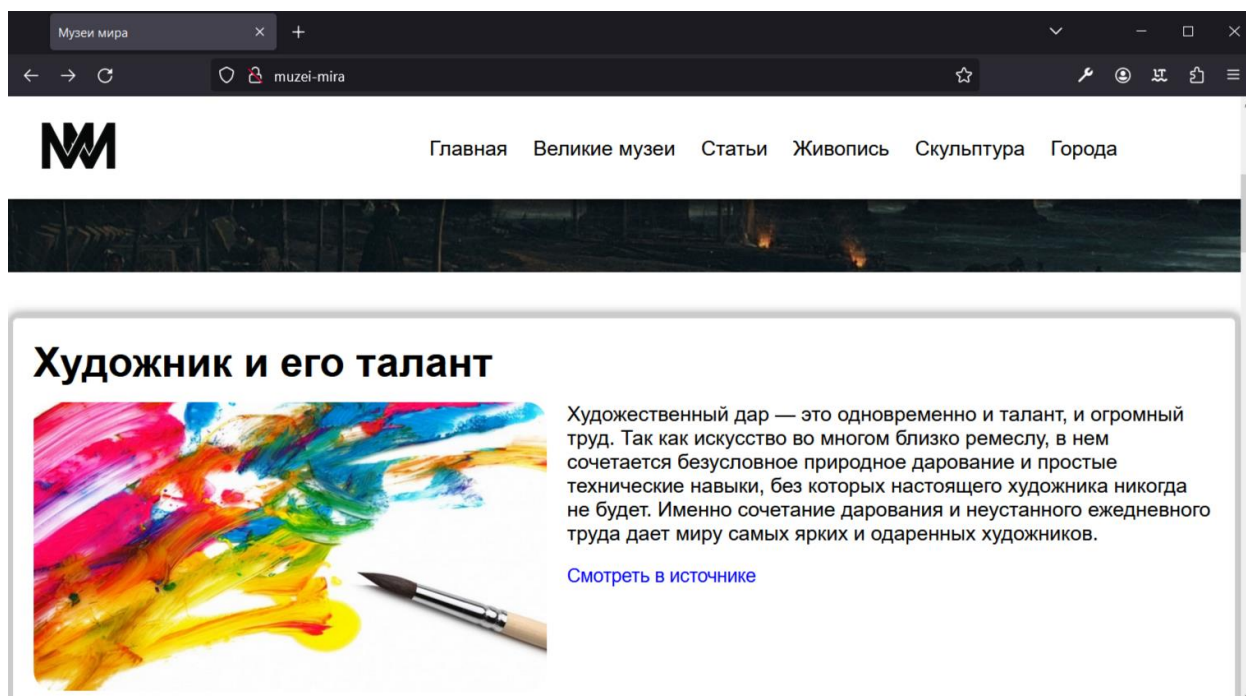 Музеи мира
muzei-mira
Главная Великие музеи Статьи Живопись Скульптура Города
Художник и его талант
Художественный дар — это одновременно и талант, и огромный
труд. Так как искусство во многом близко ремеслу, в нем
сочетается безусловное природное дарование и простые
технические навыки, без которых настоящего художника никогда
не будет. Именно сочетание дарования и неустанного ежедневного
труда дает миру самых ярких и одаренных художников.
Смотреть в источнике